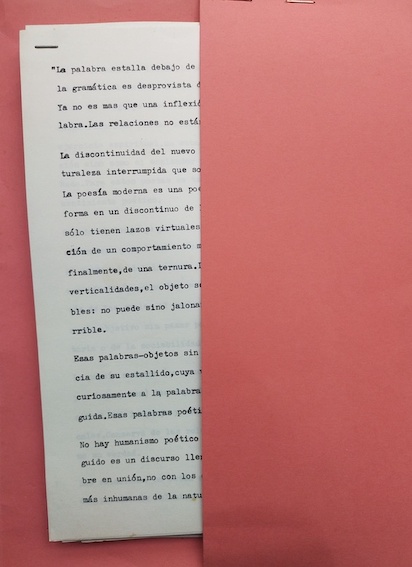 "La palabra estalla debajo de
la gramática es desprovista d
Ya no es mas que una inflexió
labra.Las relaciones no está
La discontinuidad del nuevo
turaleza interrumpida que so
La poesía moderna es una poe
forma en un discontinuo de
sólo tienen lazos virtuales
ción de un comportamiento m
finalmente,de una ternura.
verticalidades,el objeto s
bles: no puede sino jalona
rrible.
Esas palabras-objetos sin
cia de su estallido,cuya
curiosamente a la palabra
guida.Esas palabras poéti
No hay humanismo poético
guido es un discurso lle
bre en unión,no con los
más inhumanas de la natu